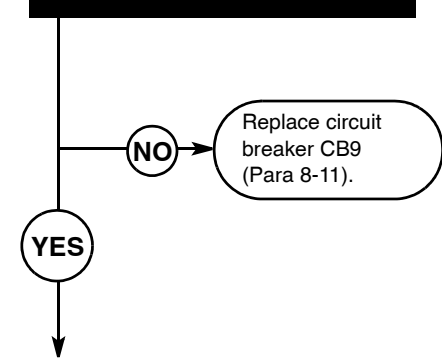 NO
Replace circuit
breaker CB9
(Para 8-11).
YES